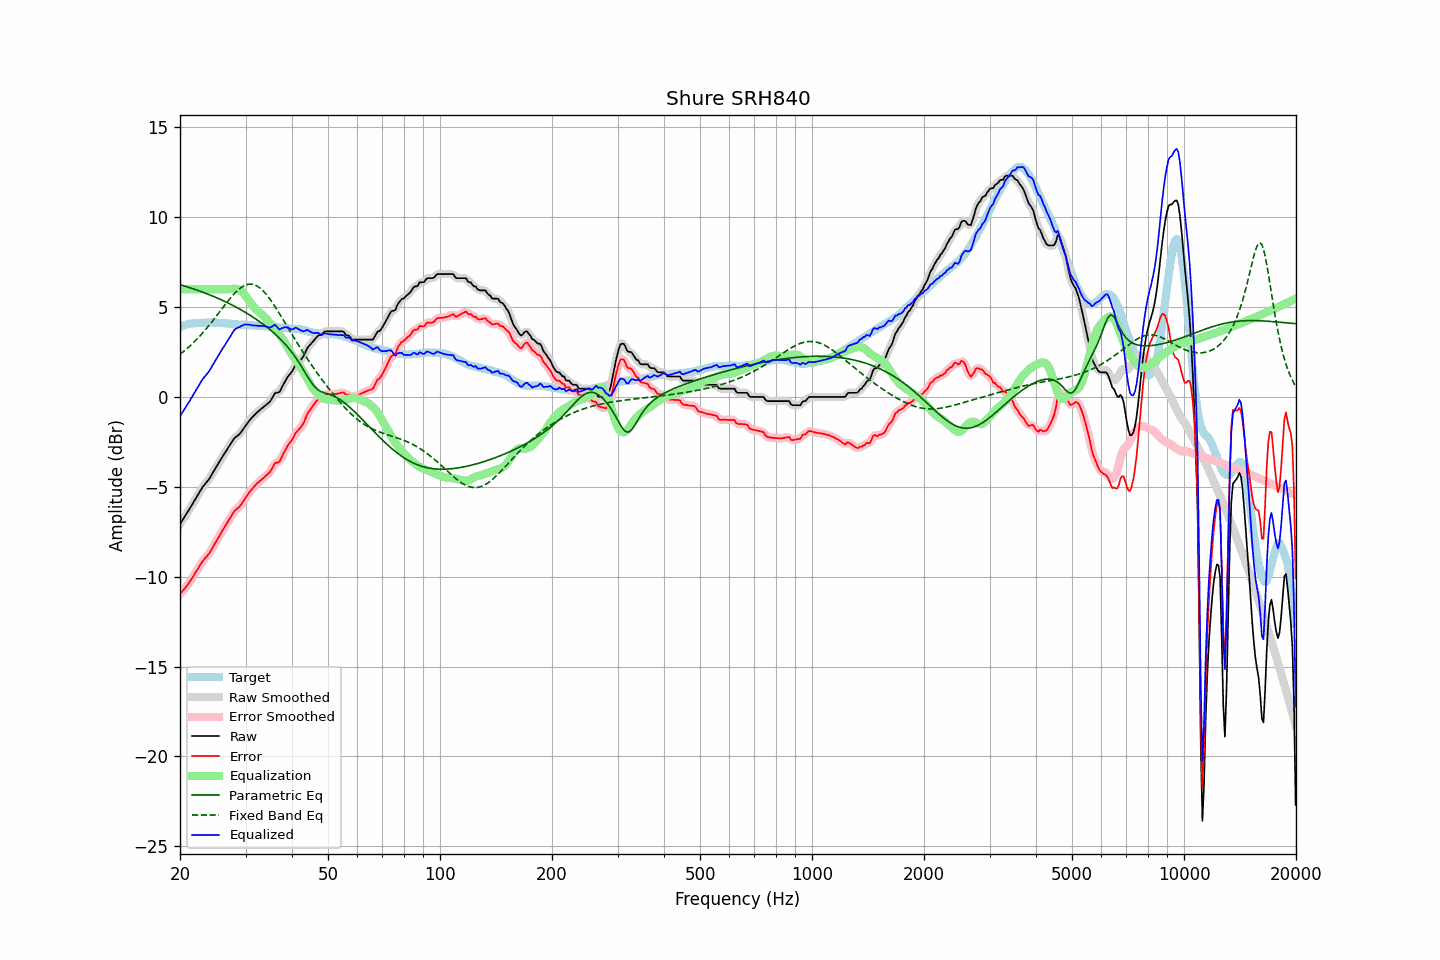 Shure SRH840
Amplitude (dBr)
15
10
5
0
−5
−10
−15
−20
−25
Target
Raw Smoothed
Error Smoothed
Raw
Error
Equalization
Parametric Eq
Fixed Band Eq
Equalized
20 50 100 200 500 1000 2000 5000 10000 20000
Frequency (Hz)